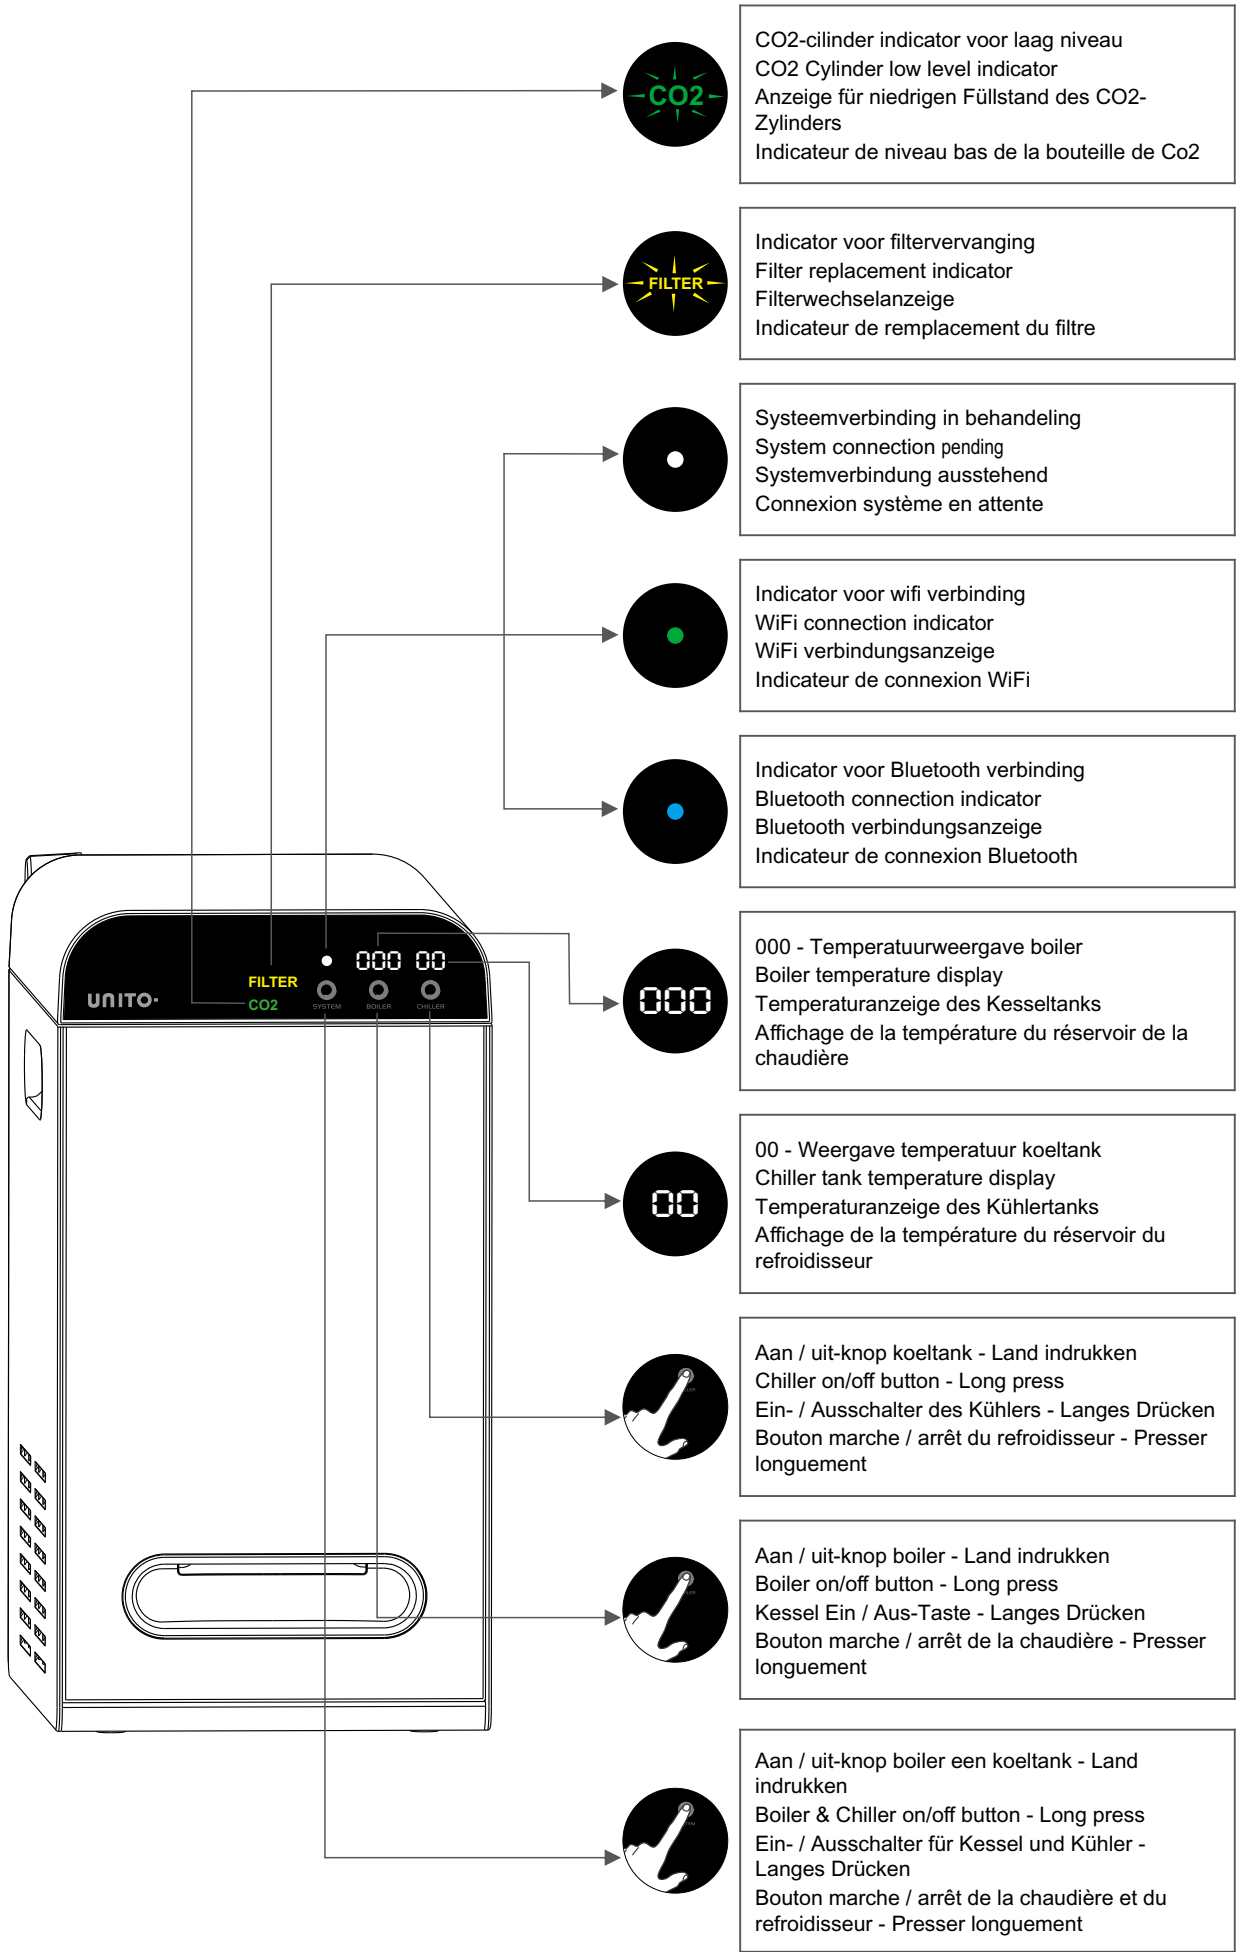 CO2
CO2-cilinder indicator voor laag niveau
CO2 Cylinder low level indicator
Anzeige für niedrigen Füllstand des CO2-
Zylinders
Indicateur de niveau bas de la bouteille de Co2
FILTER
Indicator voor filtervervanging
Filter replacement indicator
Filterwechselanzeige
Indicateur de remplacement du filtre
Systeemverbinding in behandeling
System connection pending
Systemverbindung ausstehend
Connexion système en attente
Indicator voor wifi verbinding
WiFi connection indicator
WiFi verbindungsanzeige
Indicateur de connexion WiFi
Indicator voor Bluetooth verbinding
Bluetooth connection indicator
Bluetooth verbindungsanzeige
Indicateur de connexion Bluetooth
000 00
FILTER
CO2
UNITO
SYSTEM BOILER CHILLER
000
000 - Temperatuurweergave boiler
Boiler temperature display
Temperaturanzeige des Kesseltanks
Affichage de la température du réservoir de la
chaudière
00
00 - Weergave temperatuur koeltank
Chiller tank temperature display
Temperaturanzeige des Kühlertanks
Affichage de la température du réservoir du
refroidisseur
Aan / uit-knop koeltank - Land indrukken
Chiller on/off button - Long press
Ein- / Ausschalter des Kühlers - Langes Drücken
Bouton marche / arrêt du refroidisseur - Presser
longuement
Aan / uit-knop boiler - Land indrukken
Boiler on/off button - Long press
Kessel Ein / Aus-Taste - Langes Drücken
Bouton marche / arrêt de la chaudière - Presser
longuement
Aan / uit-knop boiler een koeltank - Land
indrukken
Boiler & Chiller on/off button - Long press
Ein- / Ausschalter für Kessel und Kühler -
Langes Drücken
Bouton marche / arrêt de la chaudière et du
refroidisseur - Presser longuement